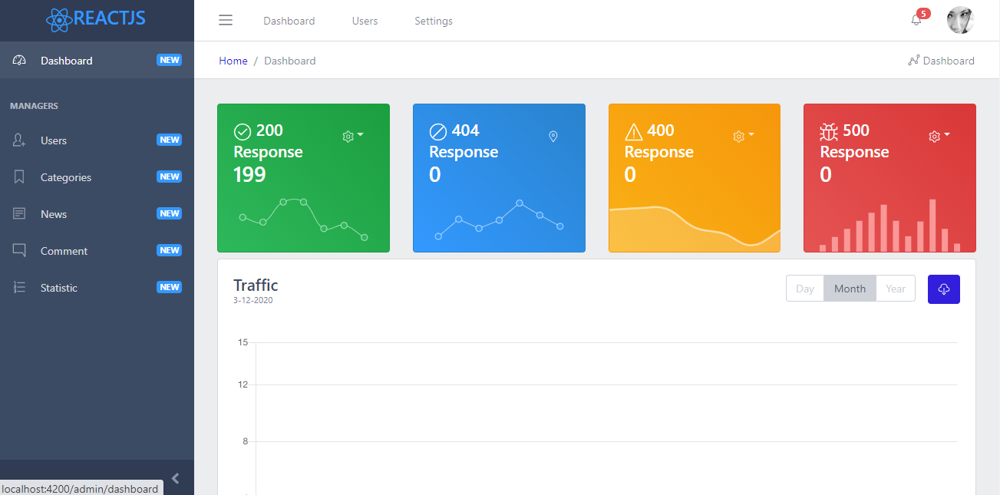 REACTJS
Dashboard Users Settings
5
Dashboard NEW
Home / Dashboard
Dashboard
MANAGERS
Users NEW
Categories NEW
News NEW
Comment NEW
Statistic NEW
200
Response
199
404
Response
0
400
Response
0
500
Response
0
Traffic
3-12-2020
Day Month Year
15
12
8
localhost:4200/admin/dashboard